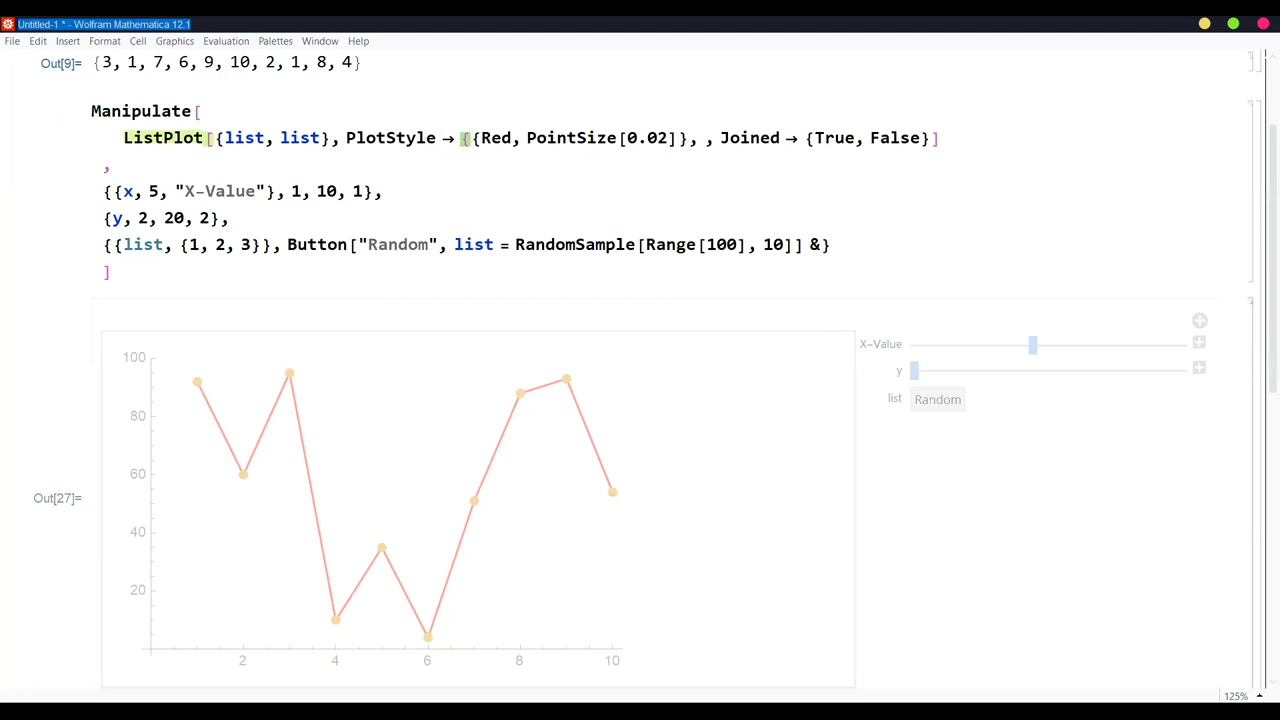 Untitled-1 * - Wolfram Mathematica 12.1
File Edit Insert Format Cell Graphics Evaluation Palettes Window Help
Out[9]= {3, 1, 7, 6, 9, 10, 2, 1, 8, 4}
Manipulate[
ListPlot[{list, list}, PlotStyle → {{Red, PointSize[0.02]}, , Joined → {True, False}]
,
{{x, 5, "X-Value"}, 1, 10, 1},
{y, 2, 20, 2},
{{list, {1, 2, 3}}, Button["Random", list = RandomSample[Range[100], 10]] &}
]
X-Value
y
list Random
100
80
60
40
20
2 4 6 8 10
Out[27]=
125%